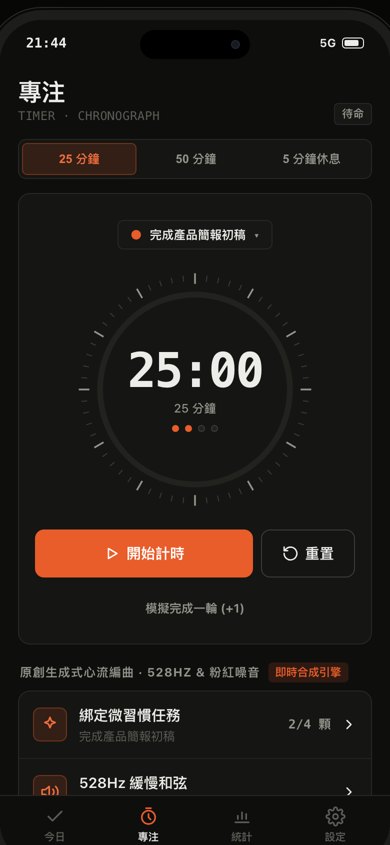 21:44
5G
專注
TIMER · CHRONOGRAPH
待命
25 分鐘
50 分鐘
5 分鐘休息
完成產品簡報初稿
25:00
25 分鐘
開始計時
重置
模擬完成一輪 (+1)
原創生成式心流編曲 · 528HZ & 粉紅噪音
即時合成引擎
綁定微習慣任務
完成產品簡報初稿
2/4 顆
528Hz 緩慢和弦
今日
專注
統計
設定